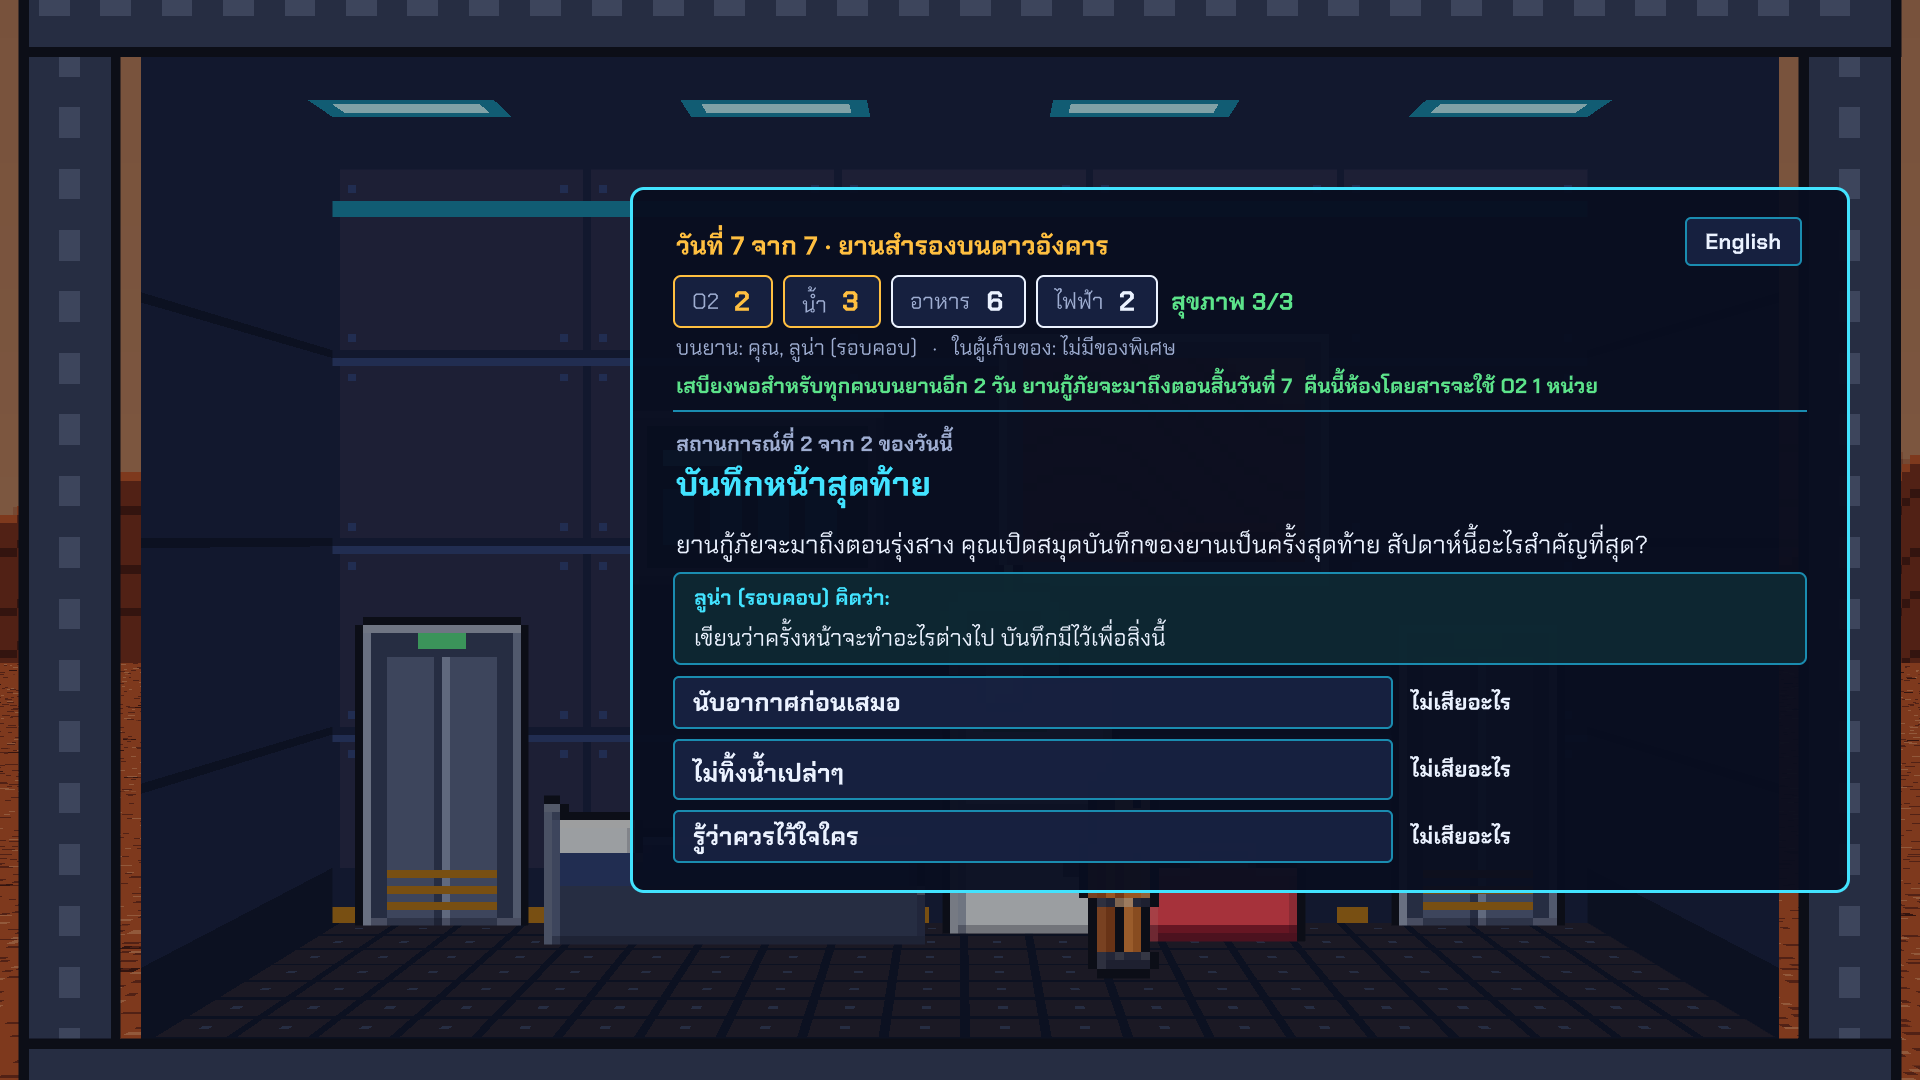 วันที่ 7 จาก 7 · ยานสำรองบนดาวอังคาร
English
O2 2 น้ำ 3 อาหาร 6 ไฟฟ้า 2 สุขภาพ 3/3
บนยาน: คุณ, ลูน่า (รอบคอบ) · ในตู้เก็บของ: ไม่มีของพิเศษ
เสบียงพอสำหรับทุกคนบนยานอีก 2 วัน ยานกู้ภัยจะมาถึงตอนสิ้นวันที่ 7 คืนนี้ห้องโดยสารจะใช้ O2 1 หน่วย
สถานการณ์ที่ 2 จาก 2 ของวันนี้
บันทึกหน้าสุดท้าย
ยานกู้ภัยจะมาถึงตอนรุ่งสาง คุณเปิดสมุดบันทึกของยานเป็นครั้งสุดท้าย สัปดาห์นี้อะไรสำคัญที่สุด?
ลูน่า (รอบคอบ) คิดว่า:
เขียนว่าครั้งหน้าจะทำอะไรต่างไป บันทึกมีไว้เพื่อสิ่งนี้
นับอากาศก่อนเสมอ ไม่เสียอะไร
ไม่ทิ้งน้ำเปล่าๆ ไม่เสียอะไร
รู้ว่าควรไว้ใจใคร ไม่เสียอะไร